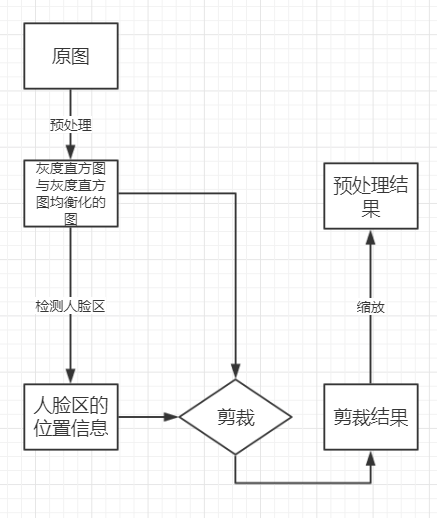 原图
预处理
灰度直方图
与灰度直方
图均衡化的
图
检测人脸区
人脸区的
位置信息
剪裁
剪裁结果
缩放
预处理结
果